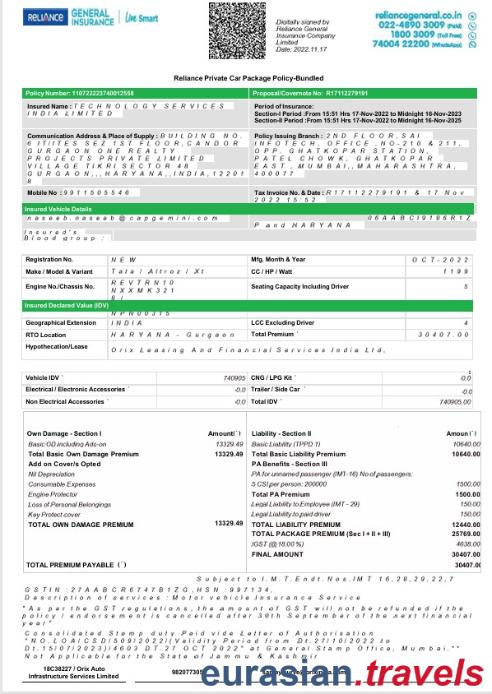 RELIANCE GENERAL INSURANCE Live Smart
Digitally signed by
Reliance General
Insurance Company
Limited
Date: 2022.11.17
reliancegeneral.co.in
022-4890 3009 (Paid)
1800 3009 (Toll Free)
74004 22200 (WhatsApp)
Reliance Private Car Package Policy-Bundled
Policy Number: 110722223740012558 Proposal/Covernote No: R17112279191
Insured Name : TECHNOLOGY SERVICES
INDIA LIMITED
Period of Insurance:
Section-I Period :From 15:51 Hrs 17-Nov-2022 to Midnight 16-Nov-2023
Section-II Period :From 15:51 Hrs 17-Nov-2022 to Midnight 16-Nov-2025
Communication Address & Place of Supply : BUILDING NO.
6 ITIITES SEZ 1ST FLOOR,CANDOR
GURGAON ONE REALTY
PROJECTS PRIVATE LIMITED
VILLAGE TIKRI SECTOR 48
GURGAON,,,HARYANA,,INDIA,12201
8
Policy Issuing Branch : 2ND FLOOR,SAI
INFOTECH, OFFICE ,NO-210 & 211,
OPP. GHATKOPAR STATION,
PATEL CHOWK, GHATKOPAR
EAST, MUMBAI,,MAHARASHTRA,
400077
Mobile No : 9911505546 Tax Invoice No. & Date : R17112279191 & 17 Nov
2022 15:52
Insured Vehicle Details
naseeb.naseeb@capgemini.com 06AABCI9186R1Z
P and HARYANA
Insured's
Blood group :
Registration No. NEW Mfg. Month & Year OCT-2022
Make / Model & Variant Tata / Altroz / Xt CC / HP / Watt 1199
Engine No./Chassis No. REVTRN10
NXXMK321
Seating Capacity Including Driver 5
Insured Declared Value (IDV)
NPN00315
Geographical Extension INDIA LCC Excluding Driver 4
RTO Location HARYANA - Gurgaon Total Premium ` 30407.00
Hypothecation/Lease Orix Leasing And Financial Services India Ltd,
Vehicle IDV ` 740905 CNG / LPG Kit ` -0.0
Electrical / Electronic Accessories ` -0.0 Trailer / Side Car ` -0.0
Non Electrical Accessories ` -0.0 Total IDV ` 740905.00
Own Damage - Section I Amount(`) Liability - Section II Amount(`)
Basic OD including Add-on 13329.49 Basic Liability (TPPD 1) 10640.00
Total Basic Own Damage Premium 13329.49 Total Basic Liability Premium 10640.00
Add on Cover/s Opted PA Benefits - Section III
Nil Depreciation PA for unnamed passenger (IMT-16) No of passengers:
Consumable Expenses 5 CSI per person: 200000 1500.00
Engine Protector Total PA Premium 1500.00
Loss of Personal Belongings Legal Liability to Employee (IMT - 29) 150.00
Key Protect cover Legal Liability to paid driver 150.00
TOTAL OWN DAMAGE PREMIUM 13329.49 TOTAL LIABILITY PREMIUM 12440.00
TOTAL PACKAGE PREMIUM (Sec I + II + III) 25769.00
IGST (@ 18.00 %) 4638.00
FINAL AMOUNT 30407.00
TOTAL PREMIUM PAYABLE (`) 30407.00
Subject to I.M.T.Endt.Nos.IMT 16,28,29,22,7
GSTIN :27AABCR6747B1ZG,HSN :997134,
Description of services : Motor vehicle Insurance Service
"As per the GST regulations, the amount of GST will not be refunded if the
policy / endorsement is cancelled after 30th September of the next financial
year"
Consolidated Stamp duty Paid vide Letter of Authorisation
"NO.LOA/CSD/509/2022/(Validity Period Dt.27/10/2022 to
Dt.15/07/2023)/4603 DT.27 OCT 2022" at General Stamp Office, Mumbai.""
Not Applicable for the State of Jammu & Kashmir
18C38227 / Orix Auto
Infrastructure Services Limited
eurasian.travels